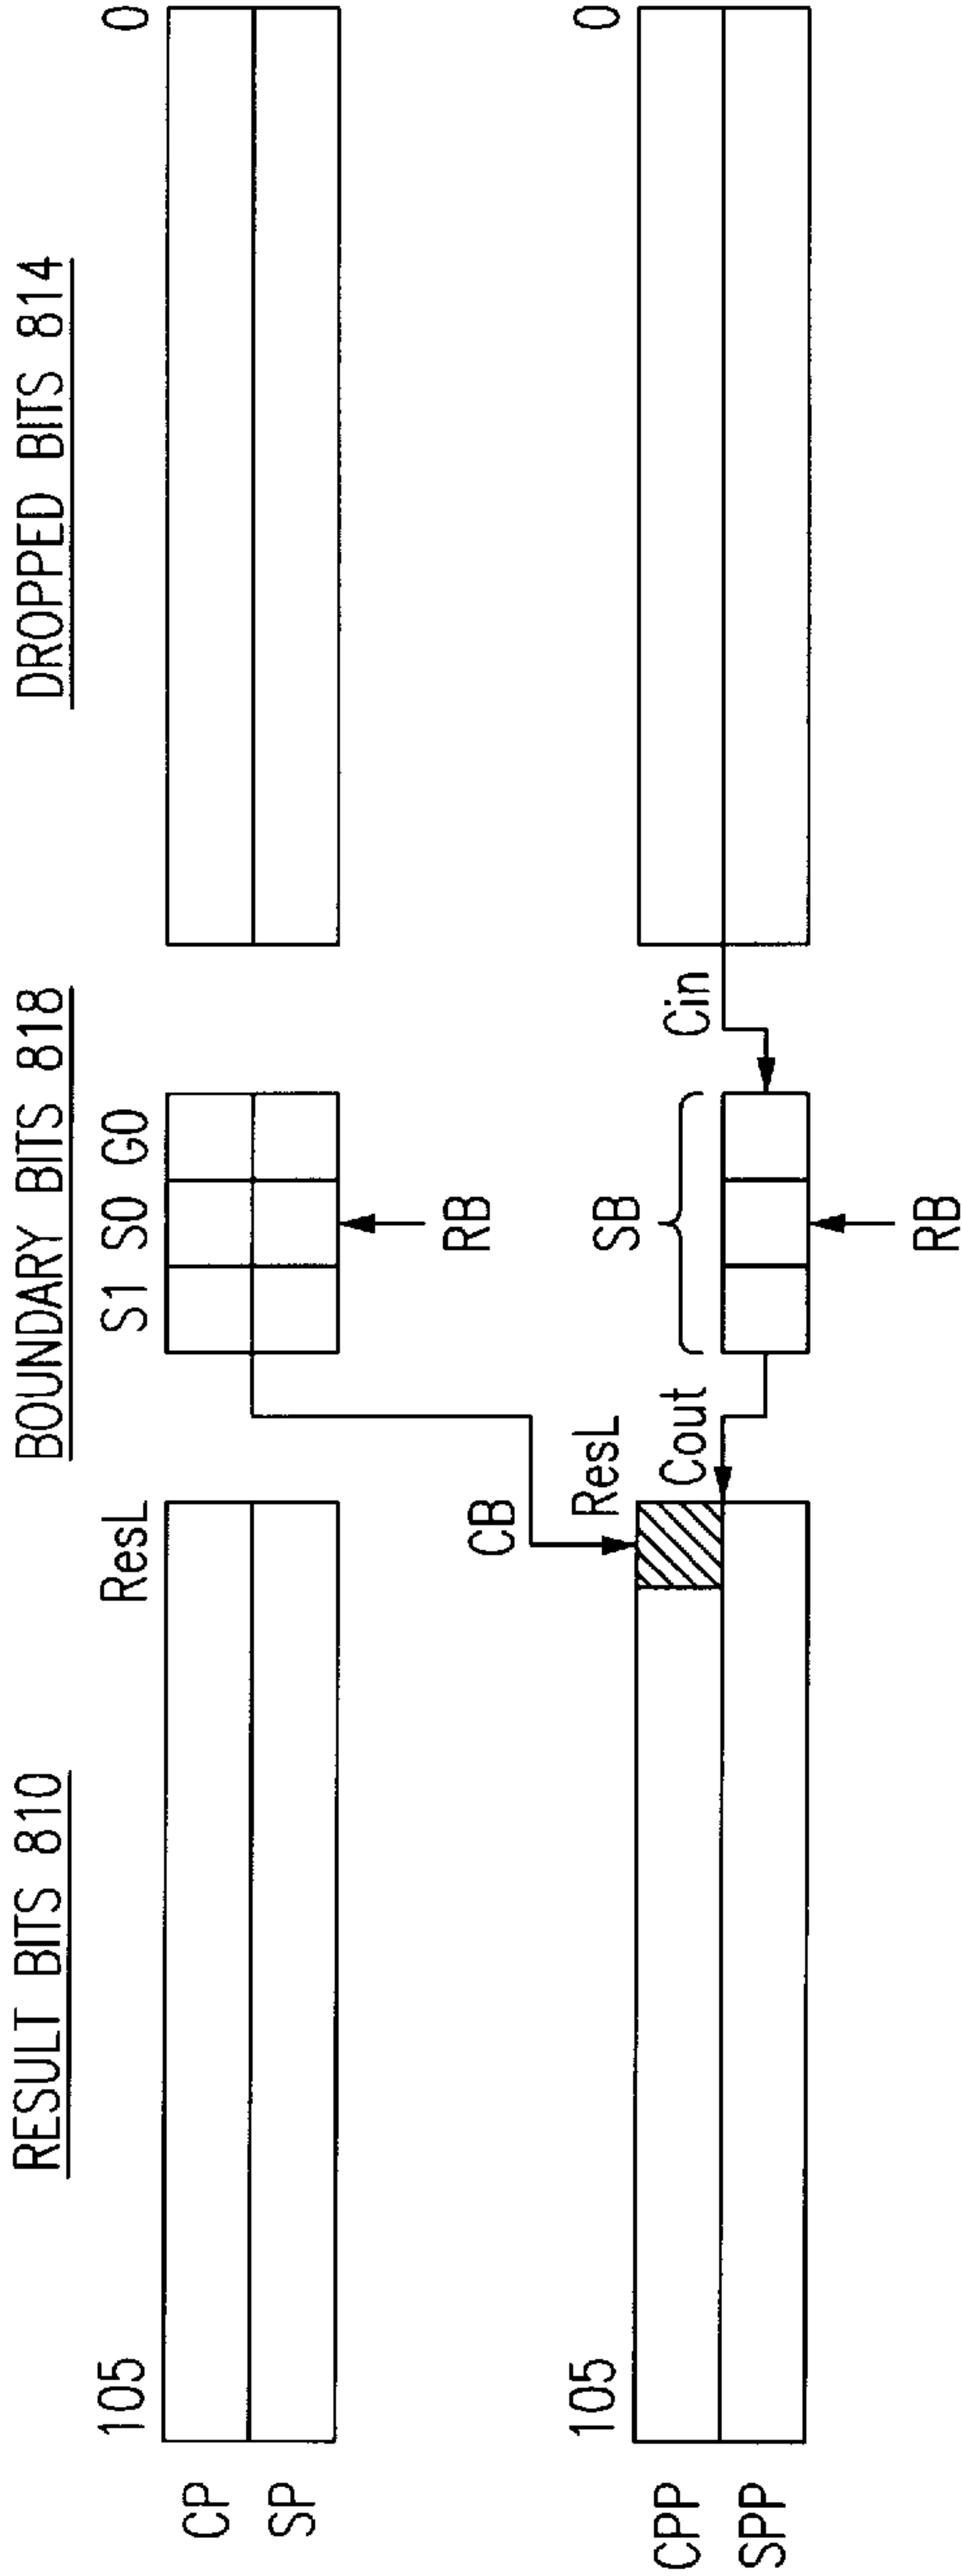 RESULT BITS 810
BOUNDARY BITS 818
DROPPED BITS 814
105
ResL
S1 S0 G0
0
CP
SP
RB
CB
ResL
SB
105
Cout
Cin
0
CPP
SPP
RB